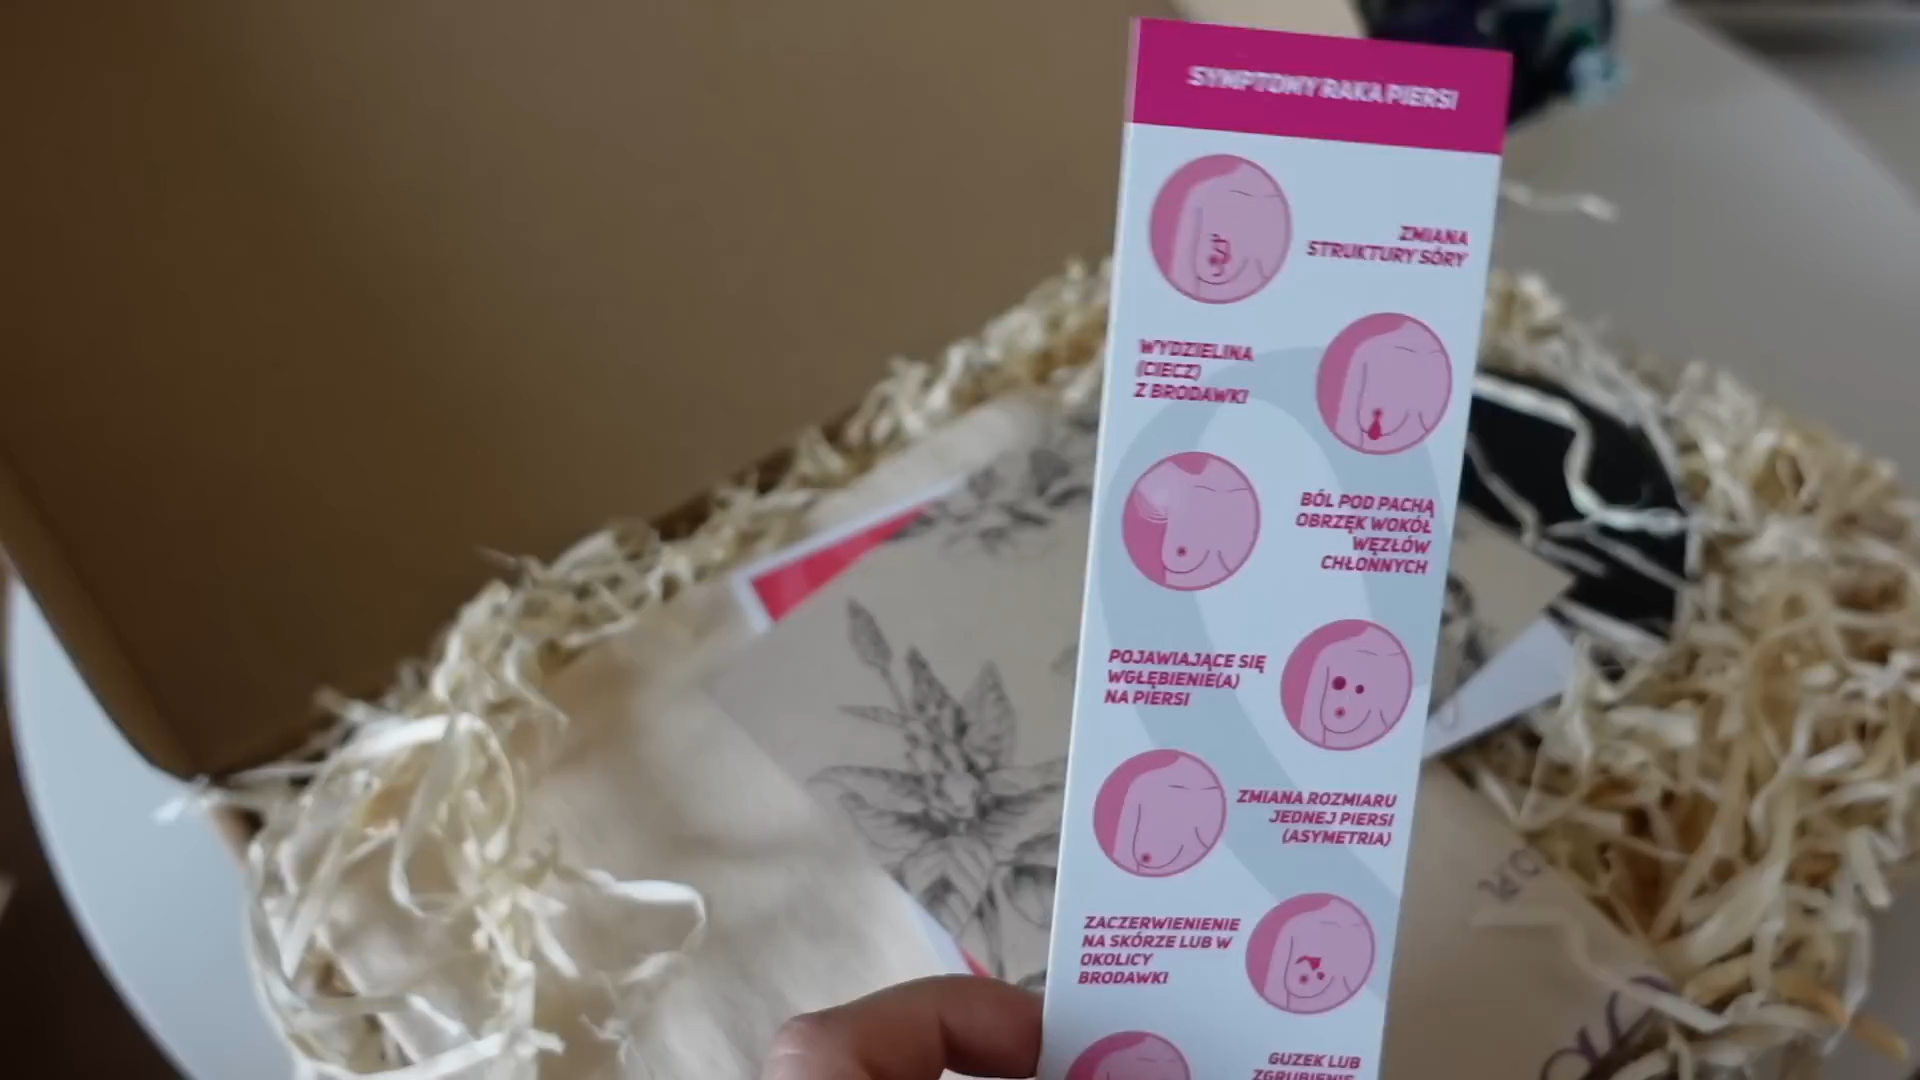 SYMPTOMY RAKA PIERSI
ZMIANA
STRUKTURY SÓRY
WYDZIELINA
(CIECZ)
Z BRODAWKI
BÓL POD PACHĄ
OBRZĘK WOKÓŁ
WĘZŁÓW
CHŁONNYCH
POJAWIAJĄCE SIĘ
WGŁĘBIENIE(A)
NA PIERSI
ZMIANA ROZMIARU
JEDNEJ PIERSI
(ASYMETRIA)
ZACZERWIENIENIE
NA SKÓRZE LUB W
OKOLICY
BRODAWKI
GUZEK LUB
ZGRUBIENIE